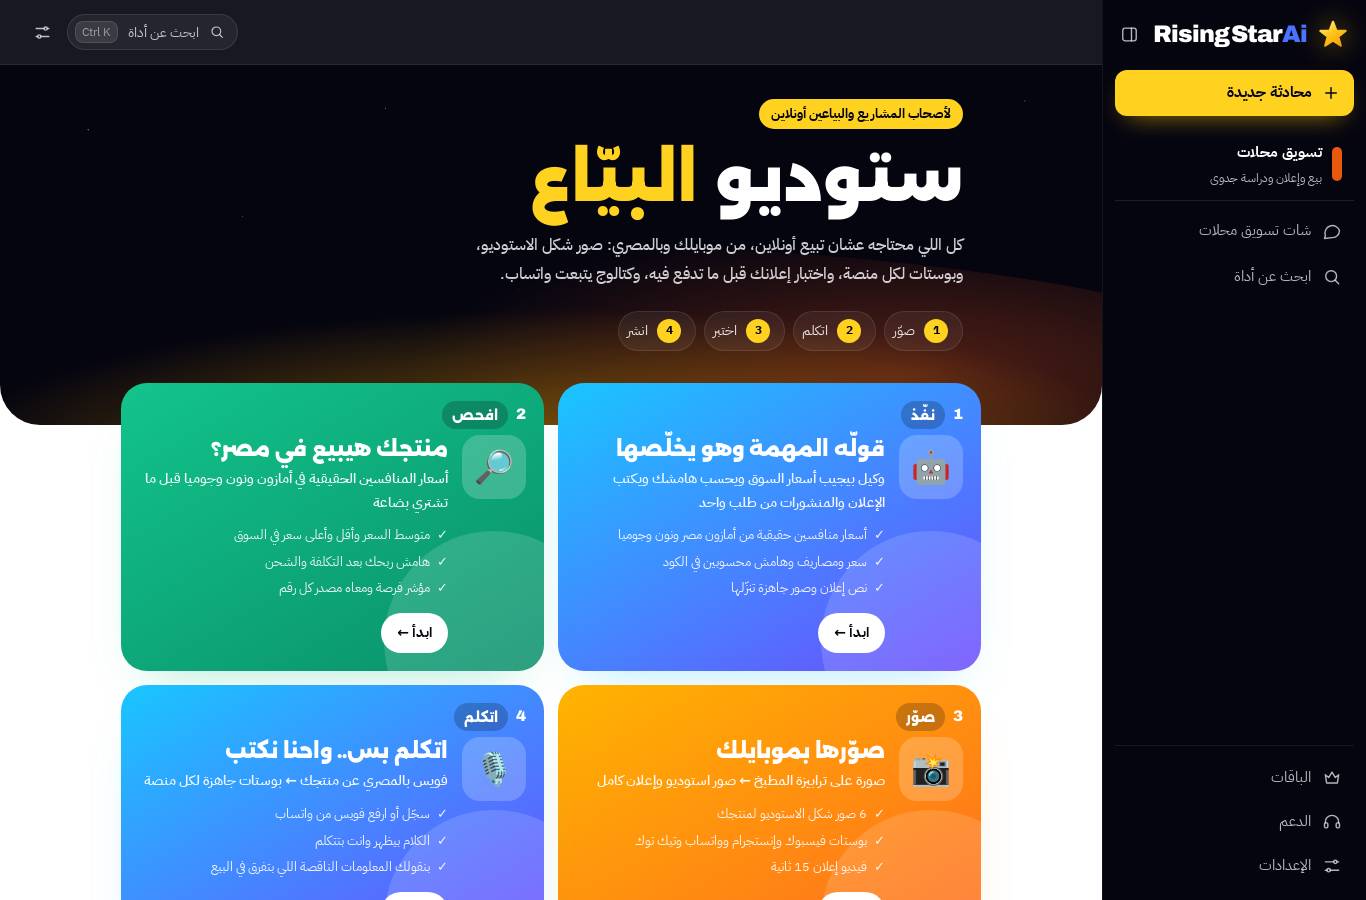 RisingStarAi
محادثة جديدة
تسويق محلات
بيع وإعلان ودراسة جدوى
شات تسويق محلات
ابحث عن أداة
الباقات
الدعم
الإعدادات
ابحث عن أداة Ctrl K
لأصحاب المشاريع والبياعين أونلاين
ستوديو البيّاع
كل اللي محتاجه عشان تبيع أونلاين، من موبايلك وبالمصري: صور شكل الاستوديو،
وبوستات لكل منصة، واختبار إعلانك قبل ما تدفع فيه، وكتالوج يتبعت واتساب.
1 صوّر
2 اتكلم
3 اختبر
4 انشر
1 نفّذ
قولّه المهمة وهو يخلّصها
وكيل بيجيب أسعار السوق ويحسب هامشك ويكتب
الإعلان والمنشورات من طلب واحد
✓ أسعار منافسين حقيقية من أمازون مصر ونون وجوميا
✓ سعر ومصاريف وهامش محسوبين في الكود
✓ نص إعلان وصور جاهزة تنزّلها
ابدأ ←
2 افحص
منتجك هيبيع في مصر؟
أسعار المنافسين الحقيقية في أمازون ونون وجوميا قبل ما
تشتري بضاعة
✓ متوسط السعر وأقل وأعلى سعر في السوق
✓ هامش ربحك بعد التكلفة والشحن
✓ مؤشر فرصة ومعاه مصدر كل رقم
ابدأ ←
3 صوّر
صوّرها بموبايلك
صورة على ترابيزة المطبخ ← صور استوديو وإعلان كامل
✓ 6 صور شكل الاستوديو لمنتجك
✓ بوستات فيسبوك وإنستجرام وواتساب وتيك توك
✓ فيديو إعلان 15 ثانية
4 اتكلم
اتكلم بس.. واحنا نكتب
فويس بالمصري عن منتجك ← بوستات جاهزة لكل منصة
✓ سجّل أو ارفع فويس من واتساب
✓ الكلام بيظهر وانت بتتكلم
✓ بنقولك المعلومات الناقصة اللي بتفرق في البيع